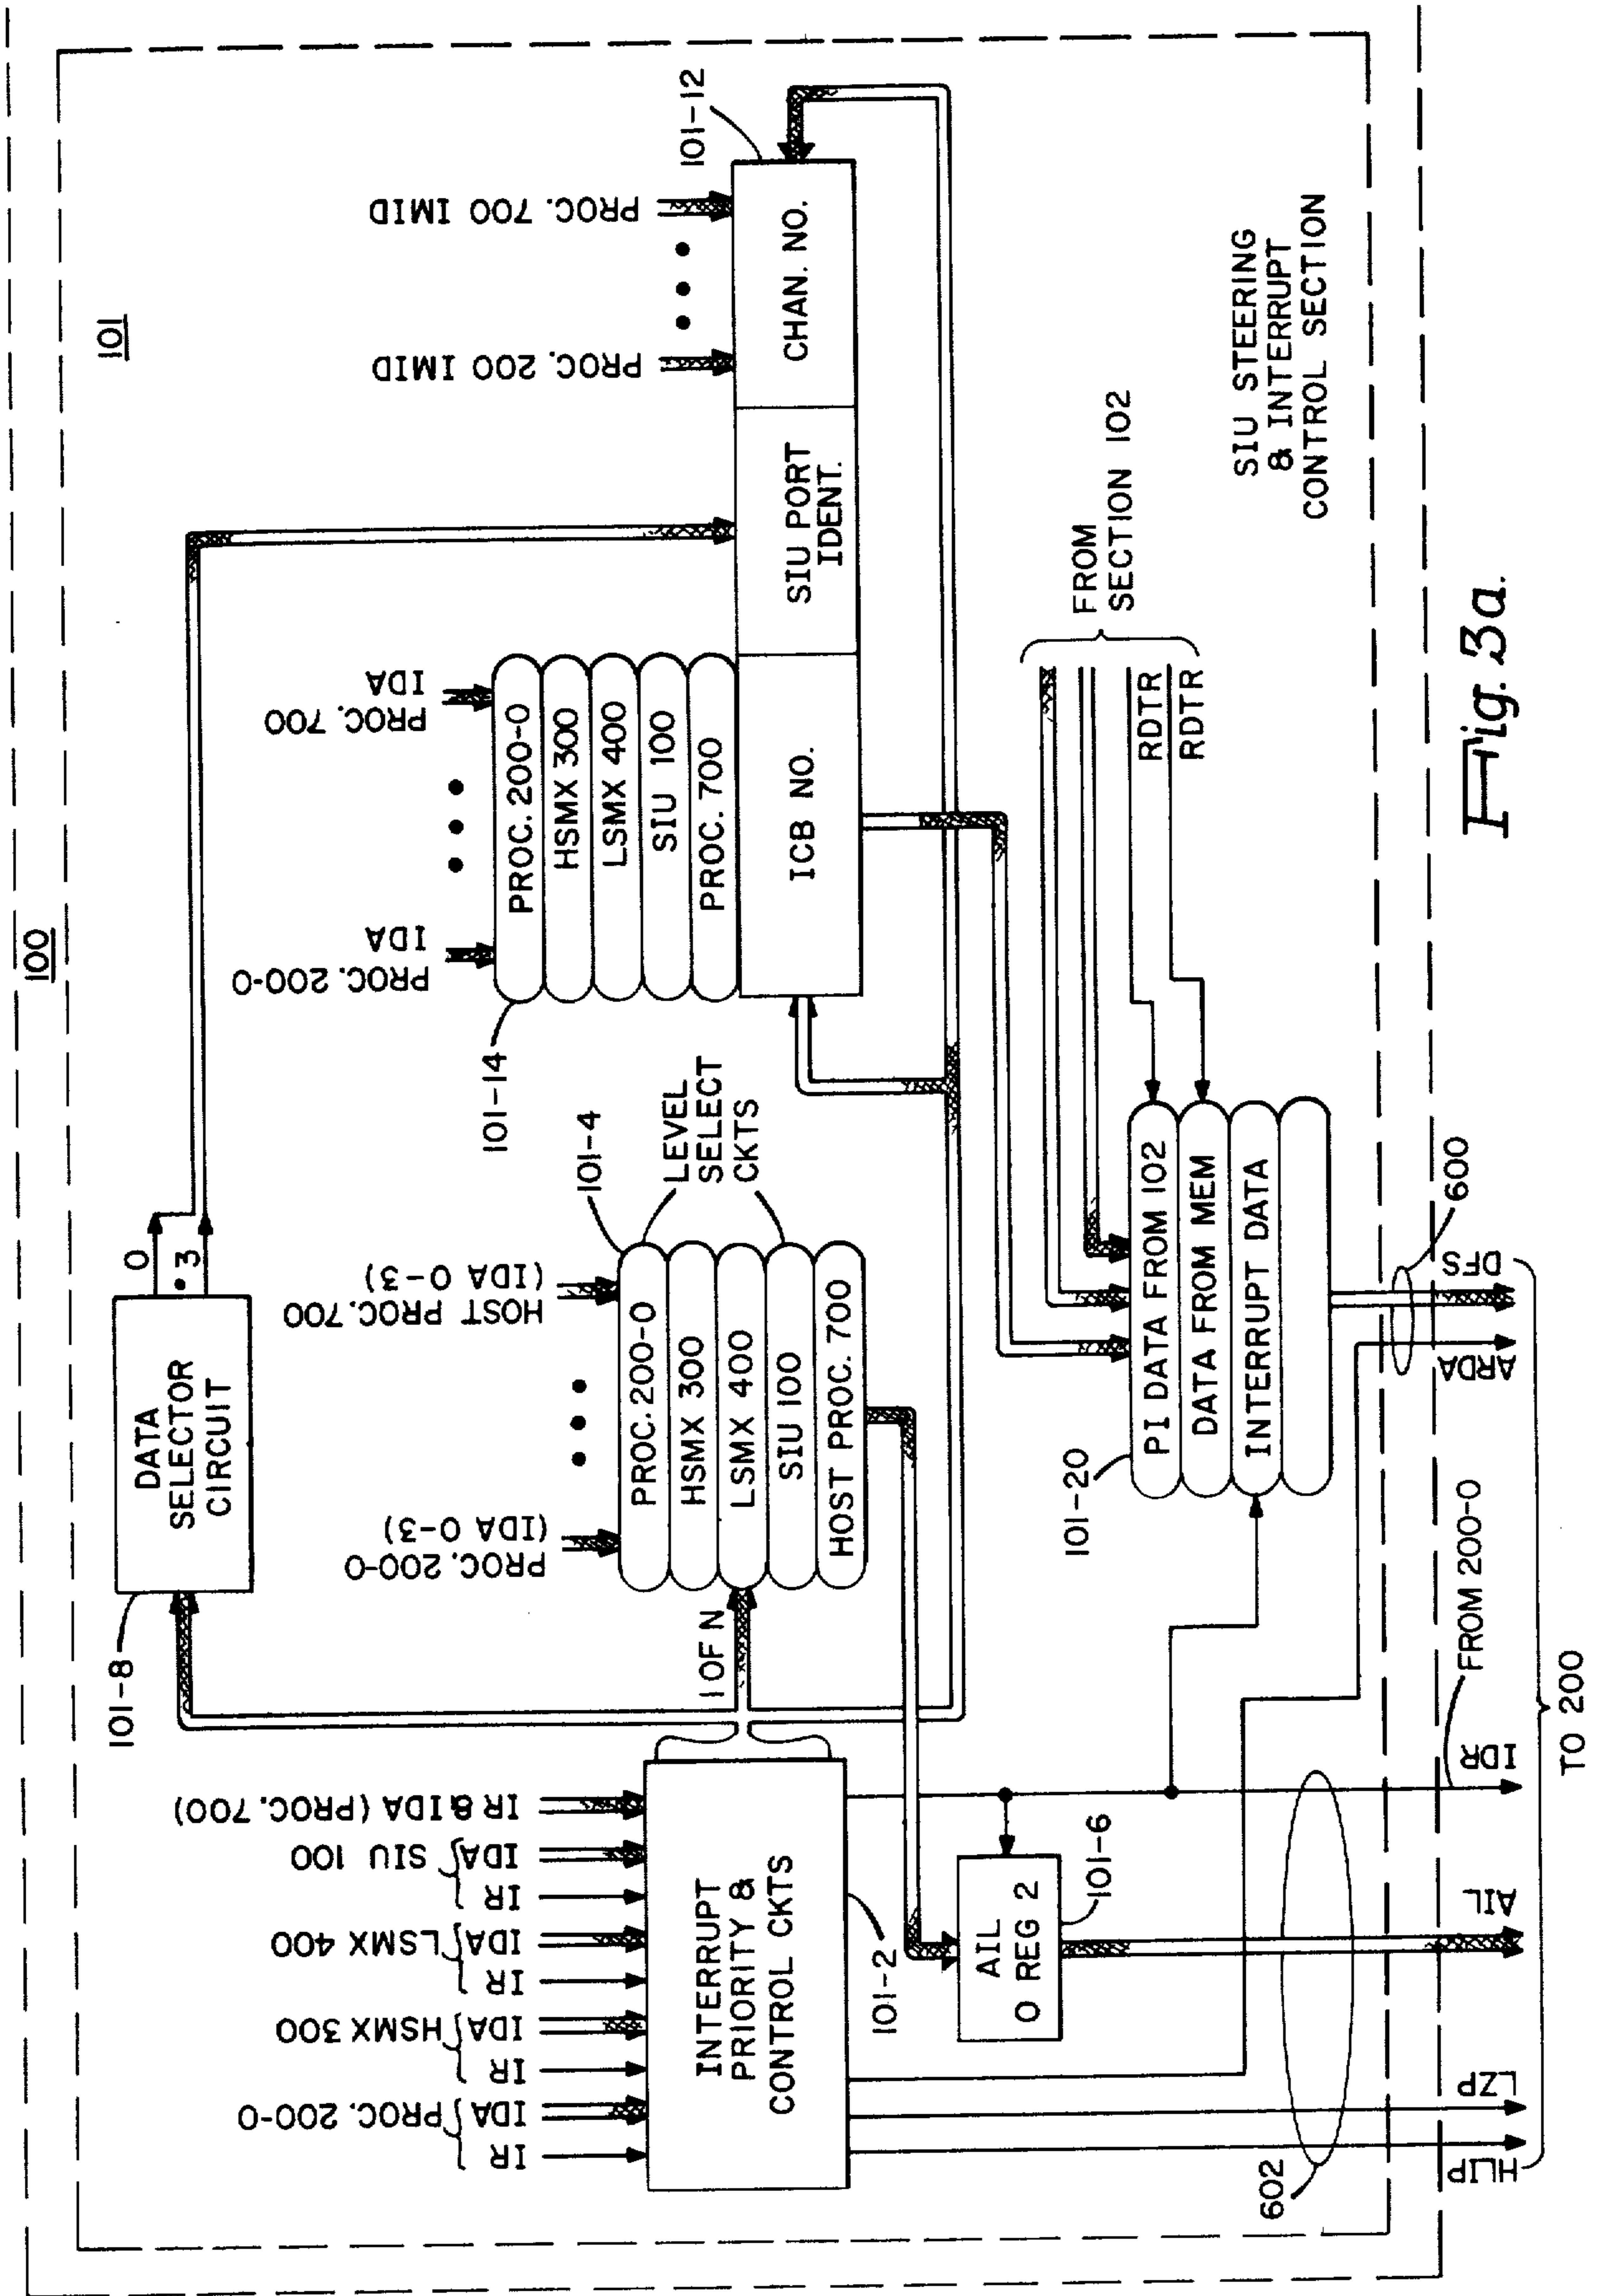 100
101
101-8
DATA
SELECTOR
CIRCUIT
0
3
PROC. 200-0
IDA
PROC. 700
IDA
101-14
PROC. 200-0
HSMX 300
LSMX 400
SIU 100
PROC. 700
ICB NO.
SIU PORT
IDENT.
CHAN. NO.
PROC. 200 IMID
PROC. 700 IMID
101-12
IR
IDA
PROC. 200-0
IR
IDA
HSMX 300
IR
IDA
LSMX 400
IR
IDA
SIU 100
IR & IDA (PROC. 700)
INTERRUPT
PRIORITY &
CONTROL CKTS
101-2
1 OF N
PROC. 200-0
(IDA 0-3)
HOST PROC. 700
(IDA 0-3)
101-4
LEVEL
SELECT
CKTS
PROC. 200-0
HSMX 300
LSMX 400
SIU 100
HOST PROC. 700
AIL
0 REG 2
101-6
101-20
PI DATA FROM 102
DATA FROM MEM
INTERRUPT DATA
FROM
SECTION 102
RDTR
RDTR
SIU STEERING
& INTERRUPT
CONTROL SECTION
602
600
HLIP
LZP
AIL
IDR
FROM 200-0
ARDA
DFS
TO 200
Fig. 3a.